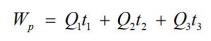 W_p = Q_1t_1 + Q_2t_2 + Q_3t_3